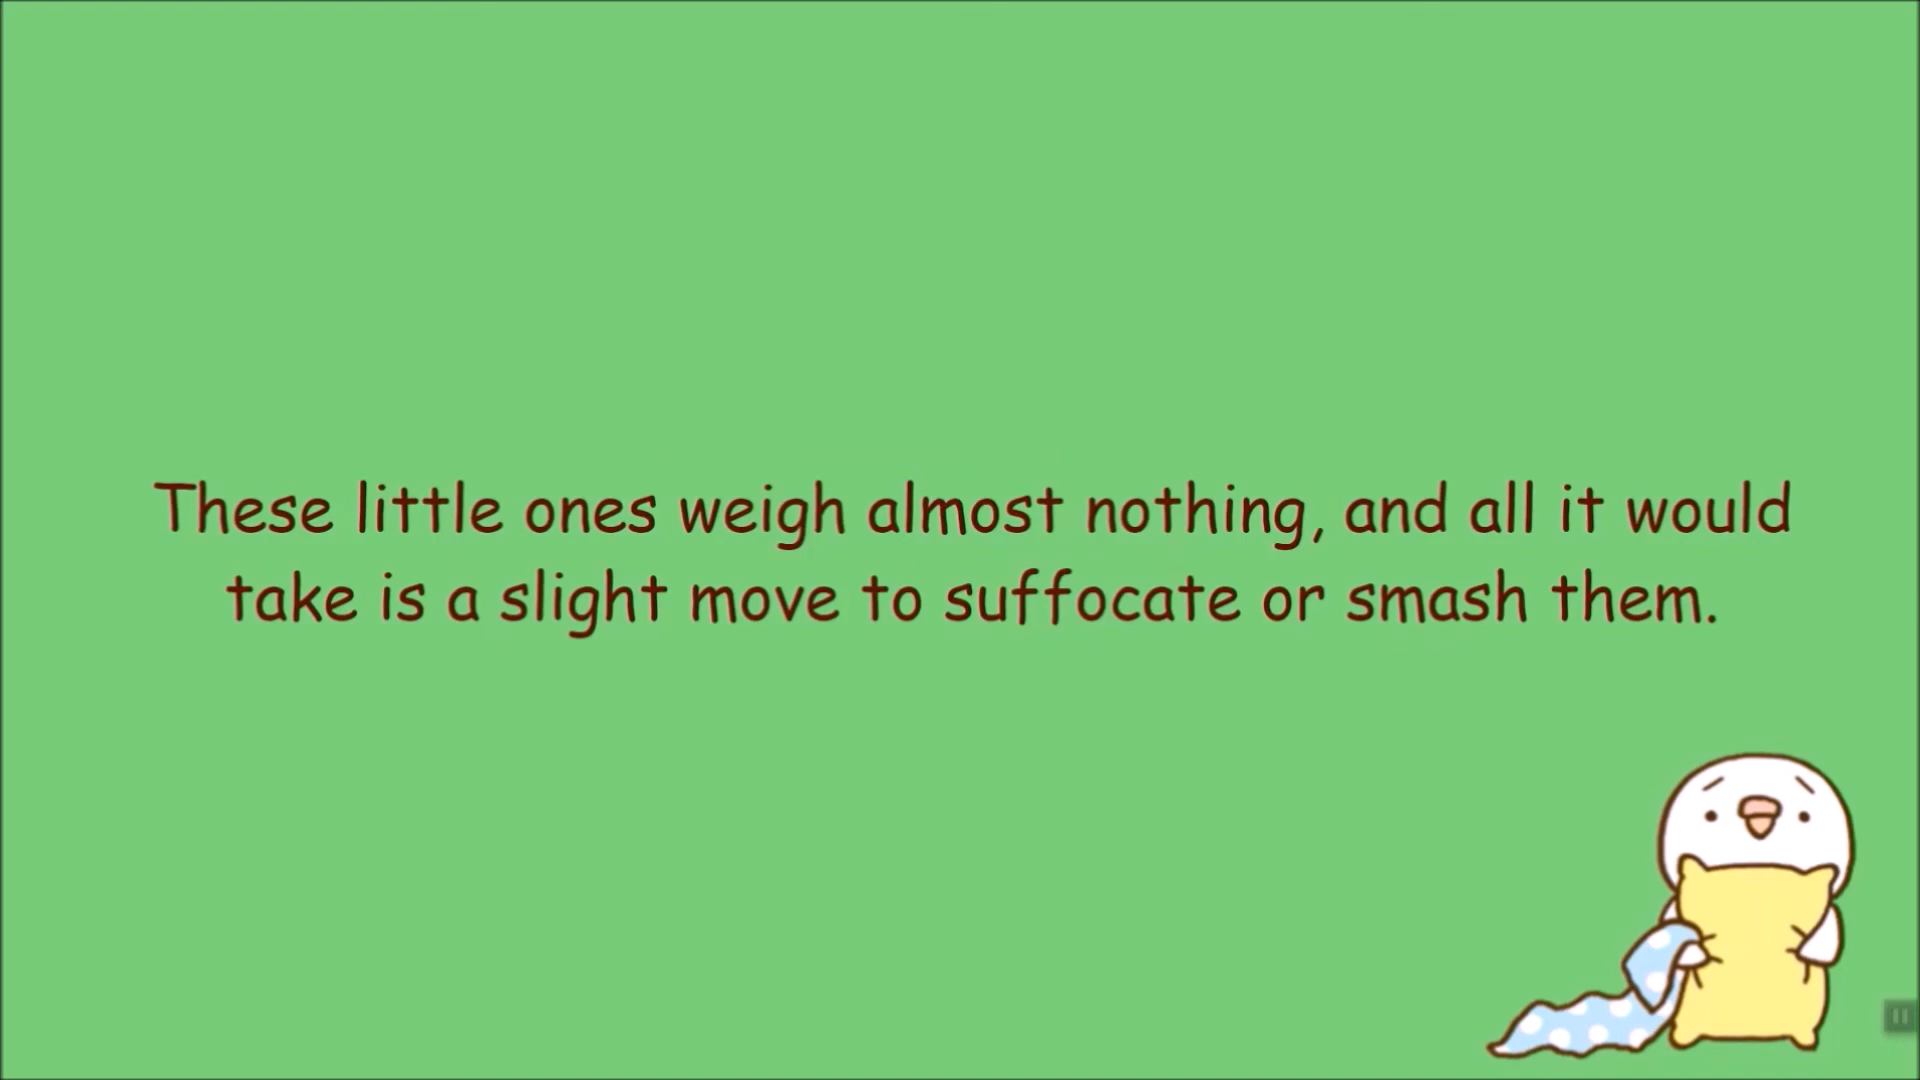 These little ones weigh almost nothing, and all it would
take is a slight move to suffocate or smash them.